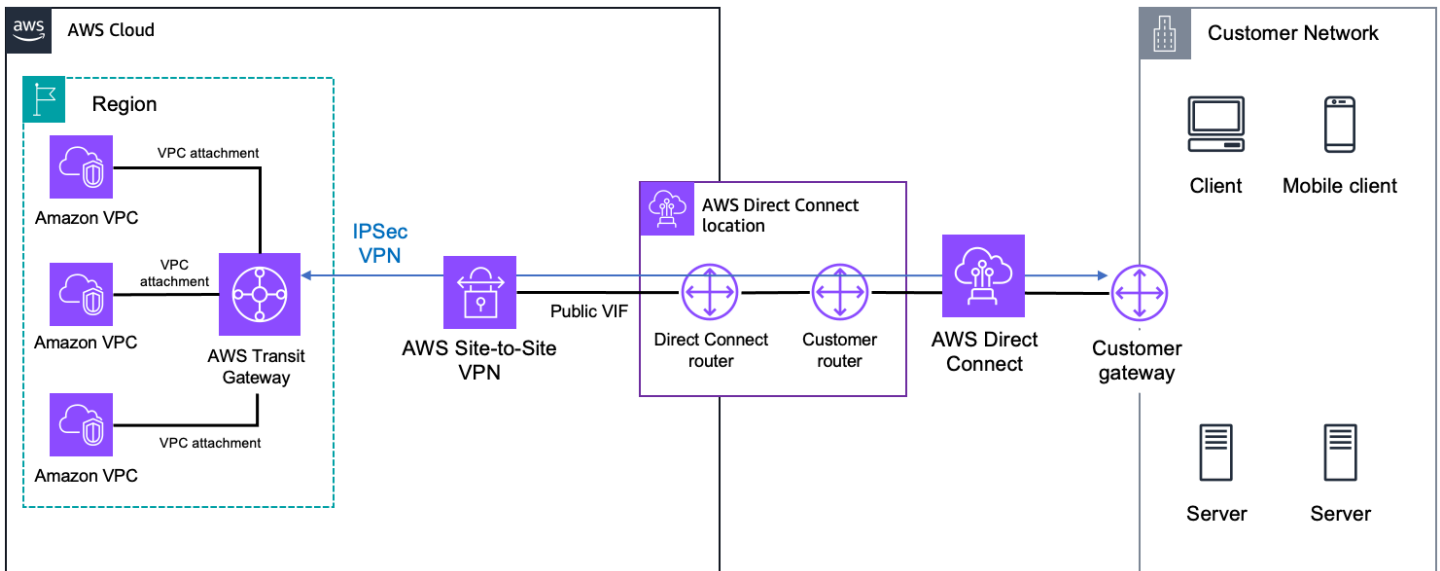 aws
AWS Cloud
Region
VPC attachment
Amazon VPC
VPC
attachment
Amazon VPC
AWS Transit
Gateway
VPC attachment
Amazon VPC
IPSec
VPN
AWS Site-to-Site
VPN
Public VIF
AWS Direct Connect
location
Direct Connect
router
Customer
router
AWS Direct
Connect
Customer
gateway
Customer Network
Client
Mobile client
Server
Server